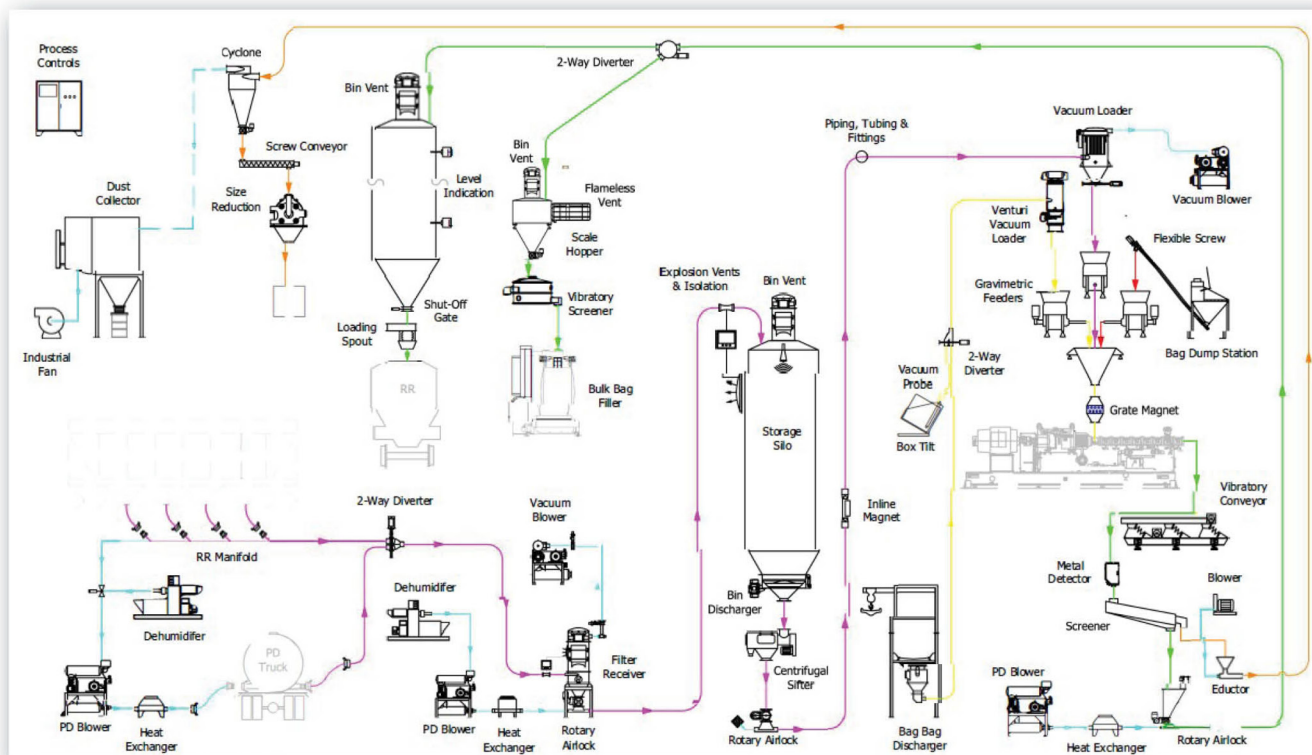 Process
Controls
Cyclone
2-Way Diverter
Bin Vent
Vacuum Loader
Piping, Tubing &
Fittings
Screw Conveyor
Bin
Vent
Dust
Collector
Size
Reduction
Level
Indication
Flameless
Vent
Vacuum Blower
Venturi
Vacuum
Loader
Flexible Screw
Scale
Hopper
Explosion Vents
& Isolation
Bin Vent
Gravimetric
Feeders
Vibratory
Screener
Shut-Off
Gate
Loading
Spout
Industrial
Fan
Bag Dump Station
2-Way
Diverter
Vacuum
Probe
RR
Bulk Bag
Filler
Grate Magnet
Storage
Silo
Box Tilt
2-Way Diverter
Vacuum
Blower
Inline
Magnet
Vibratory
Conveyor
RR Manifold
Metal
Detector
Blower
Dehumidifer
Bin
Discharger
Dehumidifer
Screener
PD
Truck
Filter
Receiver
Centrifugal
Sifter
PD Blower
Eductor
PD Blower
Heat
Exchanger
PD Blower
Heat
Exchanger
Rotary
Airlock
Rotary Airlock
Bag Bag
Discharger
Heat Exchanger
Rotary Airlock